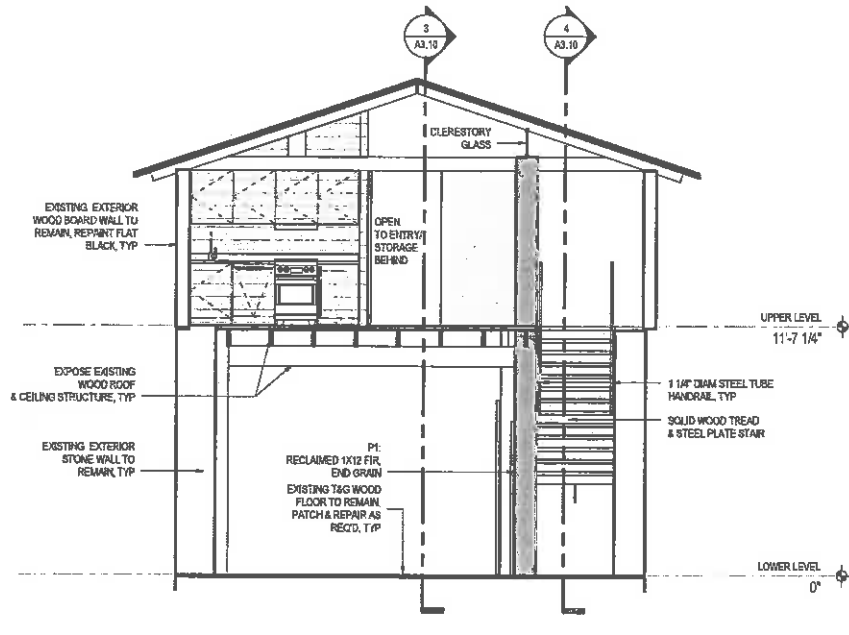 3
A3.10
4
A3.10
CLERESTORY
GLASS
EXISTING EXTERIOR
WOOD BOARD WALL TO
REMAIN, REPAINT FLAT
BLACK, TYP
OPEN
TO ENTRY/
STORAGE
BEHIND
UPPER LEVEL
11'-7 1/4"
EXPOSE EXISTING
WOOD ROOF
& CEILING STRUCTURE, TYP
1 1/4" DIAM STEEL TUBE
HANDRAIL, TYP
SOLID WOOD TREAD
& STEEL PLATE STAIR
EXISTING EXTERIOR
STONE WALL TO
REMAIN, TYP
P1:
RECLAIMED 1X12 FIR,
END GRAIN
EXISTING T&G WOOD
FLOOR TO REMAIN,
PATCH & REPAIR AS
REQ'D, TYP
LOWER LEVEL
0"